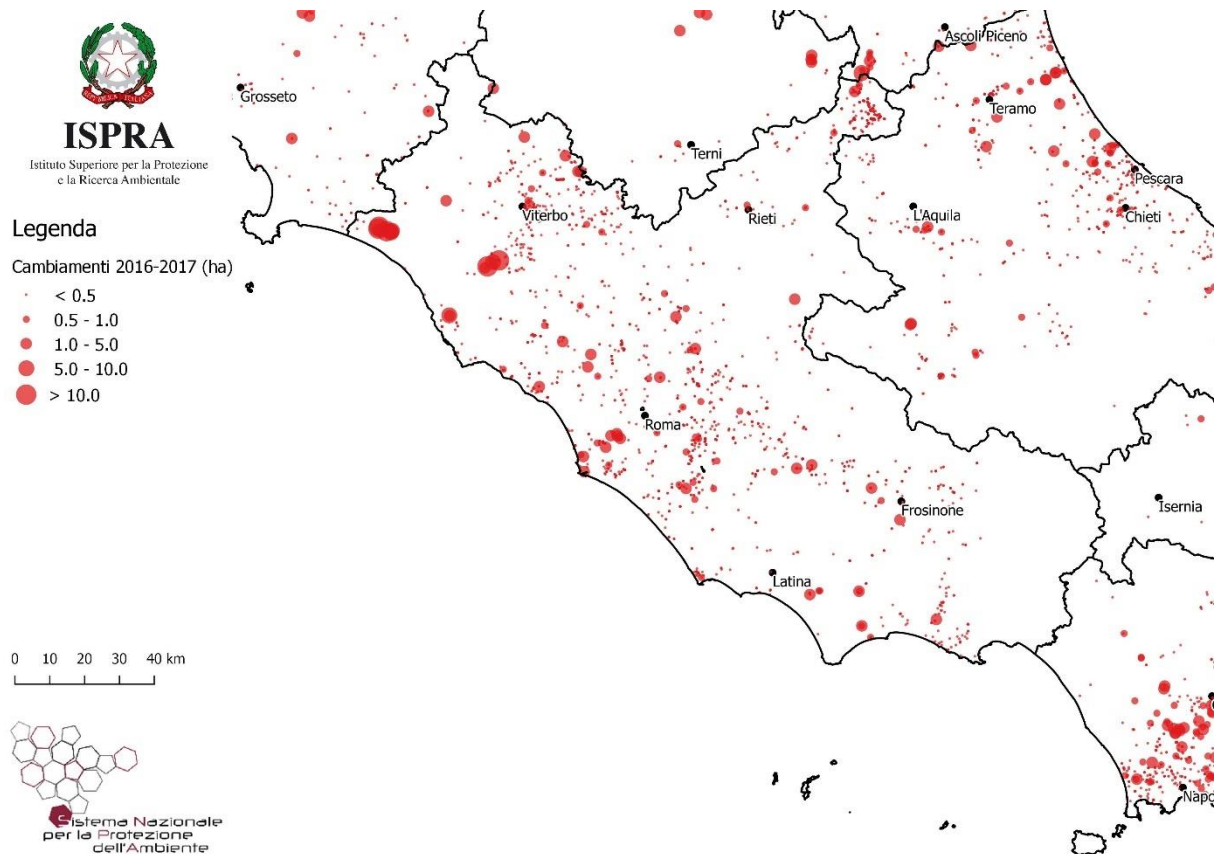 REPVBBLICA ITALIANA
ISPRA
Istituto Superiore per la Protezione
e la Ricerca Ambientale
Legenda
Cambiamenti 2016-2017 (ha)
< 0.5
0.5 - 1.0
1.0 - 5.0
5.0 - 10.0
> 10.0
0 10 20 30 40 km
Sistema Nazionale
per la Protezione
dell'Ambiente
Ascoli Piceno
Grosseto
Teramo
Terni
Pescara
Viterbo
Rieti
L'Aquila
Chieti
Roma
Frosinone
Isernia
Latina
Napo